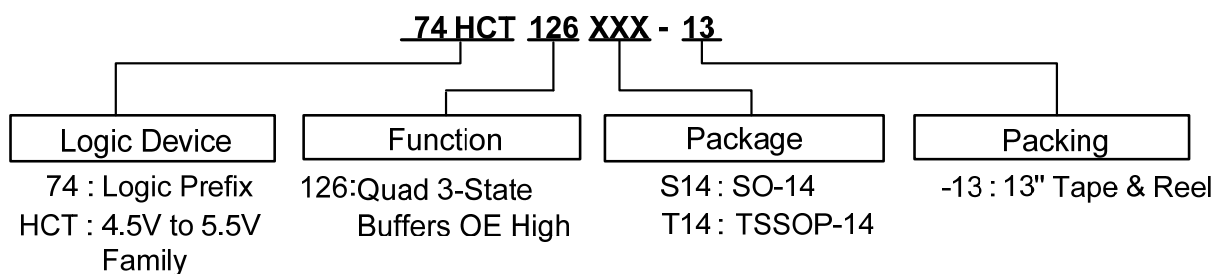 74 HCT 126 XXX - 13
Logic Device
74 : Logic Prefix
HCT : 4.5V to 5.5V
Family
Function
126:Quad 3-State
Buffers OE High
Package
S14 : SO-14
T14 : TSSOP-14
Packing
-13 : 13" Tape & Reel